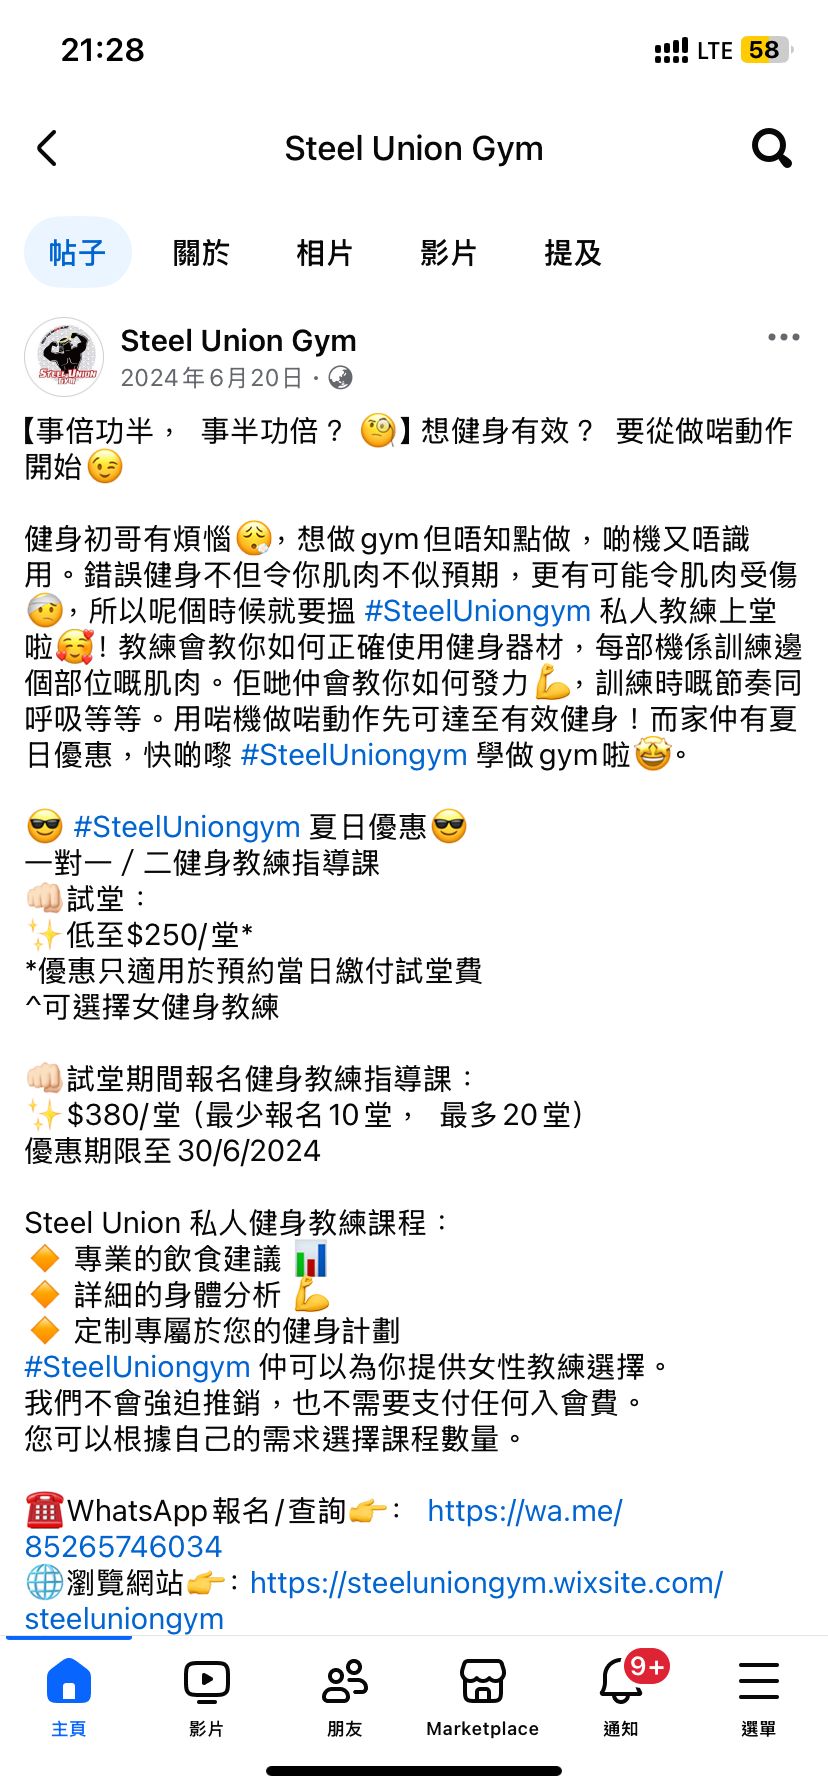 21:28
LTE 58
Steel Union Gym
帖子 關於 相片 影片 提及
Steel Union Gym
2024年6月20日 ·
【事倍功半， 事半功倍？ 🧐】想健身有效？ 要從做啱動作
開始😉
健身初哥有煩惱😮‍💨，想做gym但唔知點做，啲機又唔識
用。錯誤健身不但令你肌肉不似預期，更有可能令肌肉受傷
🤕，所以呢個時候就要搵 #SteelUniongym 私人教練上堂
啦🥰！教練會教你如何正確使用健身器材，每部機係訓練邊
個部位嘅肌肉。佢哋仲會教你如何發力💪，訓練時嘅節奏同
呼吸等等。用啱機做啱動作先可達至有效健身！而家仲有夏
日優惠，快啲嚟 #SteelUniongym 學做gym啦🤩。
😎 #SteelUniongym 夏日優惠😎
一對一 / 二健身教練指導課
👊🏻試堂：
✨低至$250/堂*
*優惠只適用於預約當日繳付試堂費
^可選擇女健身教練
👊🏻試堂期間報名健身教練指導課：
✨$380/堂（最少報名10堂， 最多20堂）
優惠期限至30/6/2024
Steel Union 私人健身教練課程：
🔸 專業的飲食建議 📊
🔸 詳細的身體分析 💪
🔸 定制專屬於您的健身計劃
#SteelUniongym 仲可以為你提供女性教練選擇。
我們不會強迫推銷，也不需要支付任何入會費。
您可以根據自己的需求選擇課程數量。
☎️WhatsApp報名/查詢👉： https://wa.me/
85265746034
🌐瀏覽網站👉：https://steeluniongym.wixsite.com/
steeluniongym
9+
主頁 影片 朋友 Marketplace 通知 選單